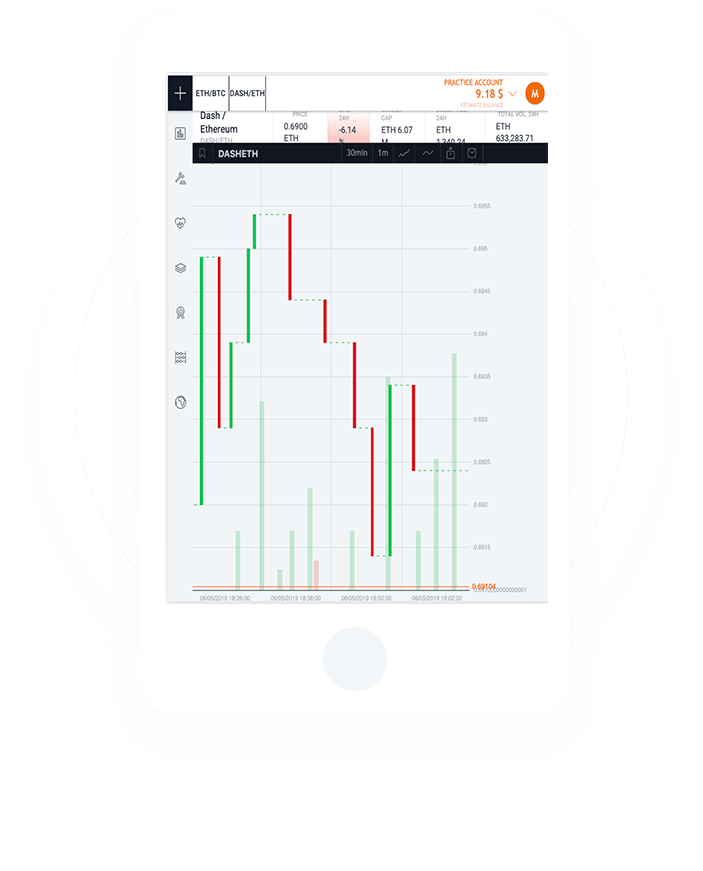 PRACTICE ACCOUNT
ETH/BTC DASH/ETH 9.18 $ M
ESTIMATE BALANCE
Dash / PRICE 24H CAP 24H TOTAL VOL. 24H
Ethereum 0.6900 -6.14 ETH 6.07 ETH ETH
DASH/ETH ETH % M 1,240.24 633,283.71
DASHETH 30min 1m
0.6955
0.695
0.6945
0.694
0.6935
0.693
0.6925
0.692
0.6915
0.69104
06/05/2019 18:26:00 06/05/2019 18:38:00 06/05/2019 18:50:00 06/05/2019 19:02:00